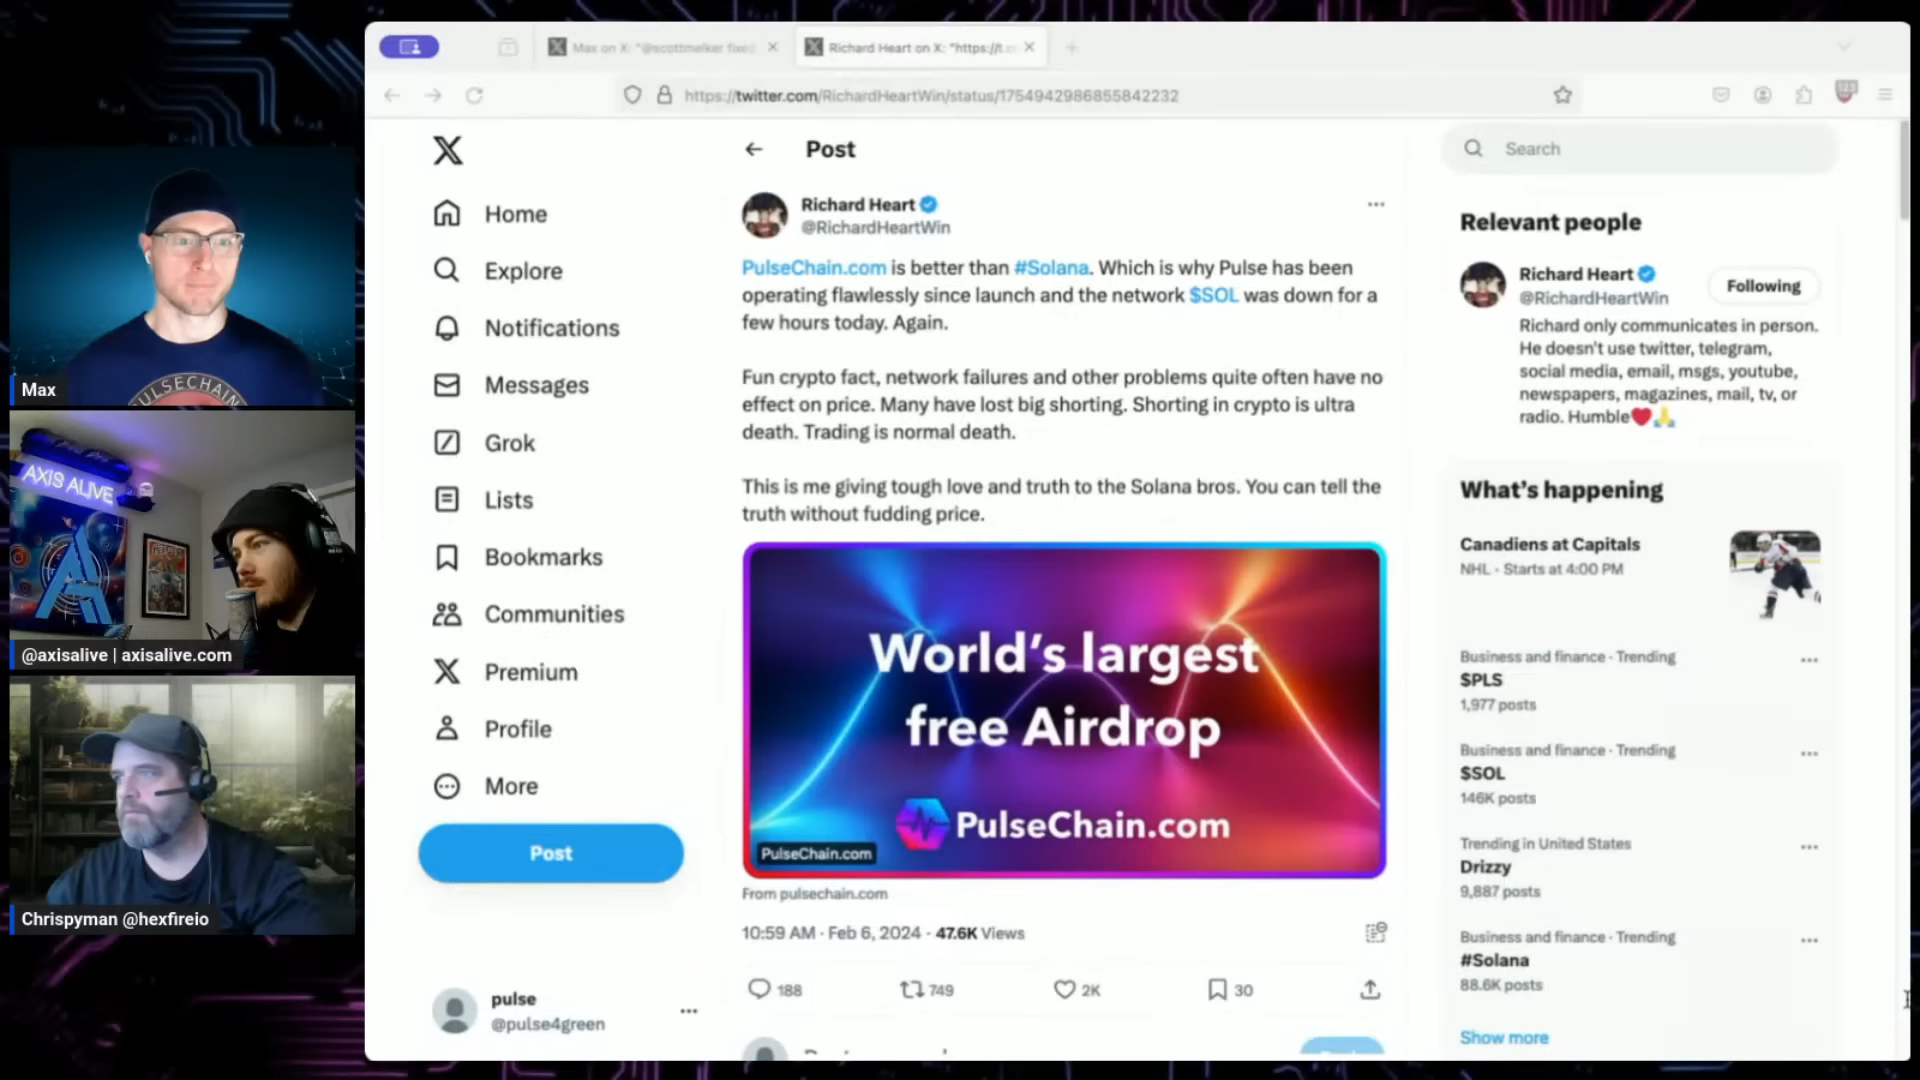 Max on X: "@scottmelker fixed
Richard Heart on X: "https://t.c
https://twitter.com/RichardHeartWin/status/1754942986855842232
Post
Search
Richard Heart
@RichardHeartWin
PulseChain.com is better than #Solana. Which is why Pulse has been
operating flawlessly since launch and the network $SOL was down for a
few hours today. Again.
Fun crypto fact, network failures and other problems quite often have no
effect on price. Many have lost big shorting. Shorting in crypto is ultra
death. Trading is normal death.
This is me giving tough love and truth to the Solana bros. You can tell the
truth without fudding price.
World's largest
free Airdrop
PulseChain.com
PulseChain.com
From pulsechain.com
10:59 AM · Feb 6, 2024 · 47.6K Views
188
749
2K
30
Home
Explore
Notifications
Messages
Grok
Lists
Bookmarks
Communities
Premium
Profile
More
Post
pulse
@pulse4green
Relevant people
Richard Heart
@RichardHeartWin
Following
Richard only communicates in person.
He doesn't use twitter, telegram,
social media, email, msgs, youtube,
newspapers, magazines, mail, tv, or
radio. Humble❤️🙏
What's happening
Canadiens at Capitals
NHL · Starts at 4:00 PM
Business and finance · Trending
$PLS
1,977 posts
Business and finance · Trending
$SOL
146K posts
Trending in United States
Drizzy
9,887 posts
Business and finance · Trending
#Solana
88.6K posts
Show more
Max
AXIS ALIVE
@axisalive | axisalive.com
Chrispyman @hexfireio